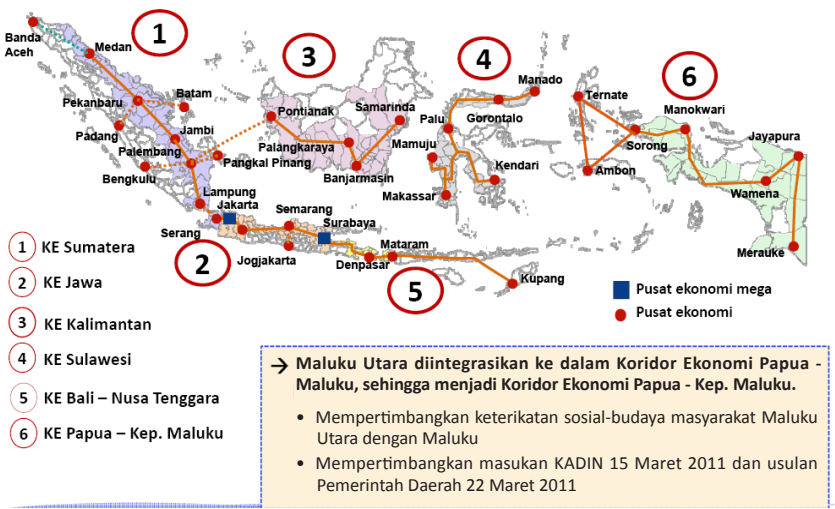 1
3
4
6
Banda
Aceh
Medan
Batam
Pekanbaru
Padang
Jambi
Palembang
Pangkal Pinang
Bengkulu
Lampung
Jakarta
Serang
2
Semarang
Surabaya
Jogjakarta
Pontianak
Samarinda
Palangkaraya
Banjarmasin
Mataram
Denpasar
5
Kupang
Manado
Palu
Gorontalo
Mamuju
Kendari
Makassar
Ternate
Manokwari
Sorong
Ambon
Jayapura
Wamena
Merauke
Pusat ekonomi mega
Pusat ekonomi
1 KE Sumatera
2 KE Jawa
3 KE Kalimantan
4 KE Sulawesi
5 KE Bali – Nusa Tenggara
6 KE Papua – Kep. Maluku
→ Maluku Utara diintegrasikan ke dalam Koridor Ekonomi Papua -
Maluku, sehingga menjadi Koridor Ekonomi Papua - Kep. Maluku.
• Mempertimbangkan keterikatan sosial-budaya masyarakat Maluku
Utara dengan Maluku
• Mempertimbangkan masukan KADIN 15 Maret 2011 dan usulan
Pemerintah Daerah 22 Maret 2011